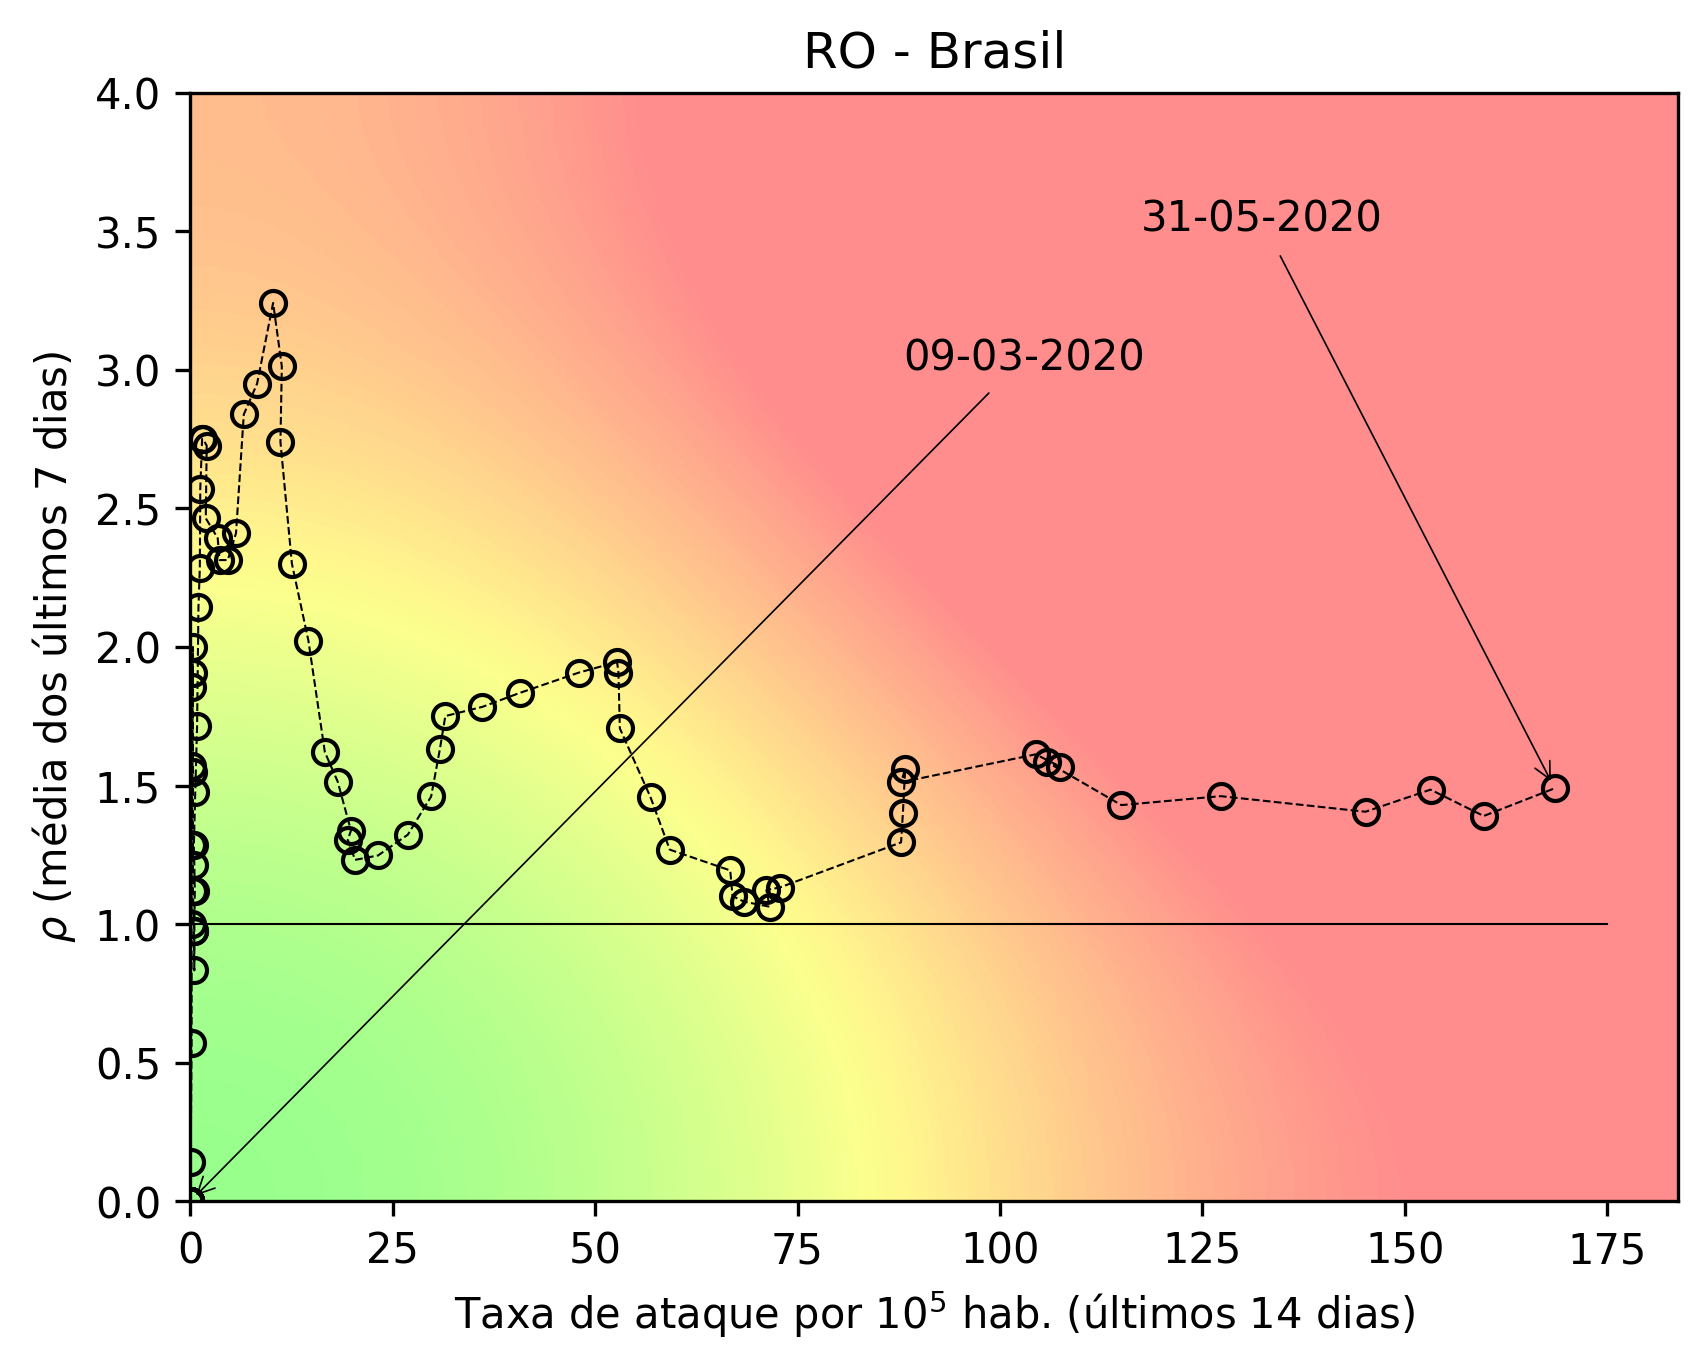 RO - Brasil
4.0
3.5
3.0
2.5
2.0
1.5
1.0
0.5
0.0
ρ (média dos últimos 7 dias)
31-05-2020
09-03-2020
0 25 50 75 100 125 150 175
Taxa de ataque por 10⁵ hab. (últimos 14 dias)